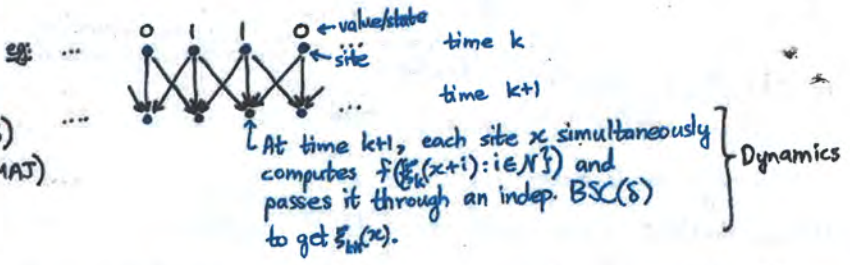 0 1 1 0 ← value/state
eg: ... ... time k
← site
time k+1
... ...
S)
MAJ)
At time k+1, each site x simultaneously
computes f({ξₖ(x+i): i∈N}) and
passes it through an indep. BSC(δ)
to get ξₖ₊₁(x).
Dynamics